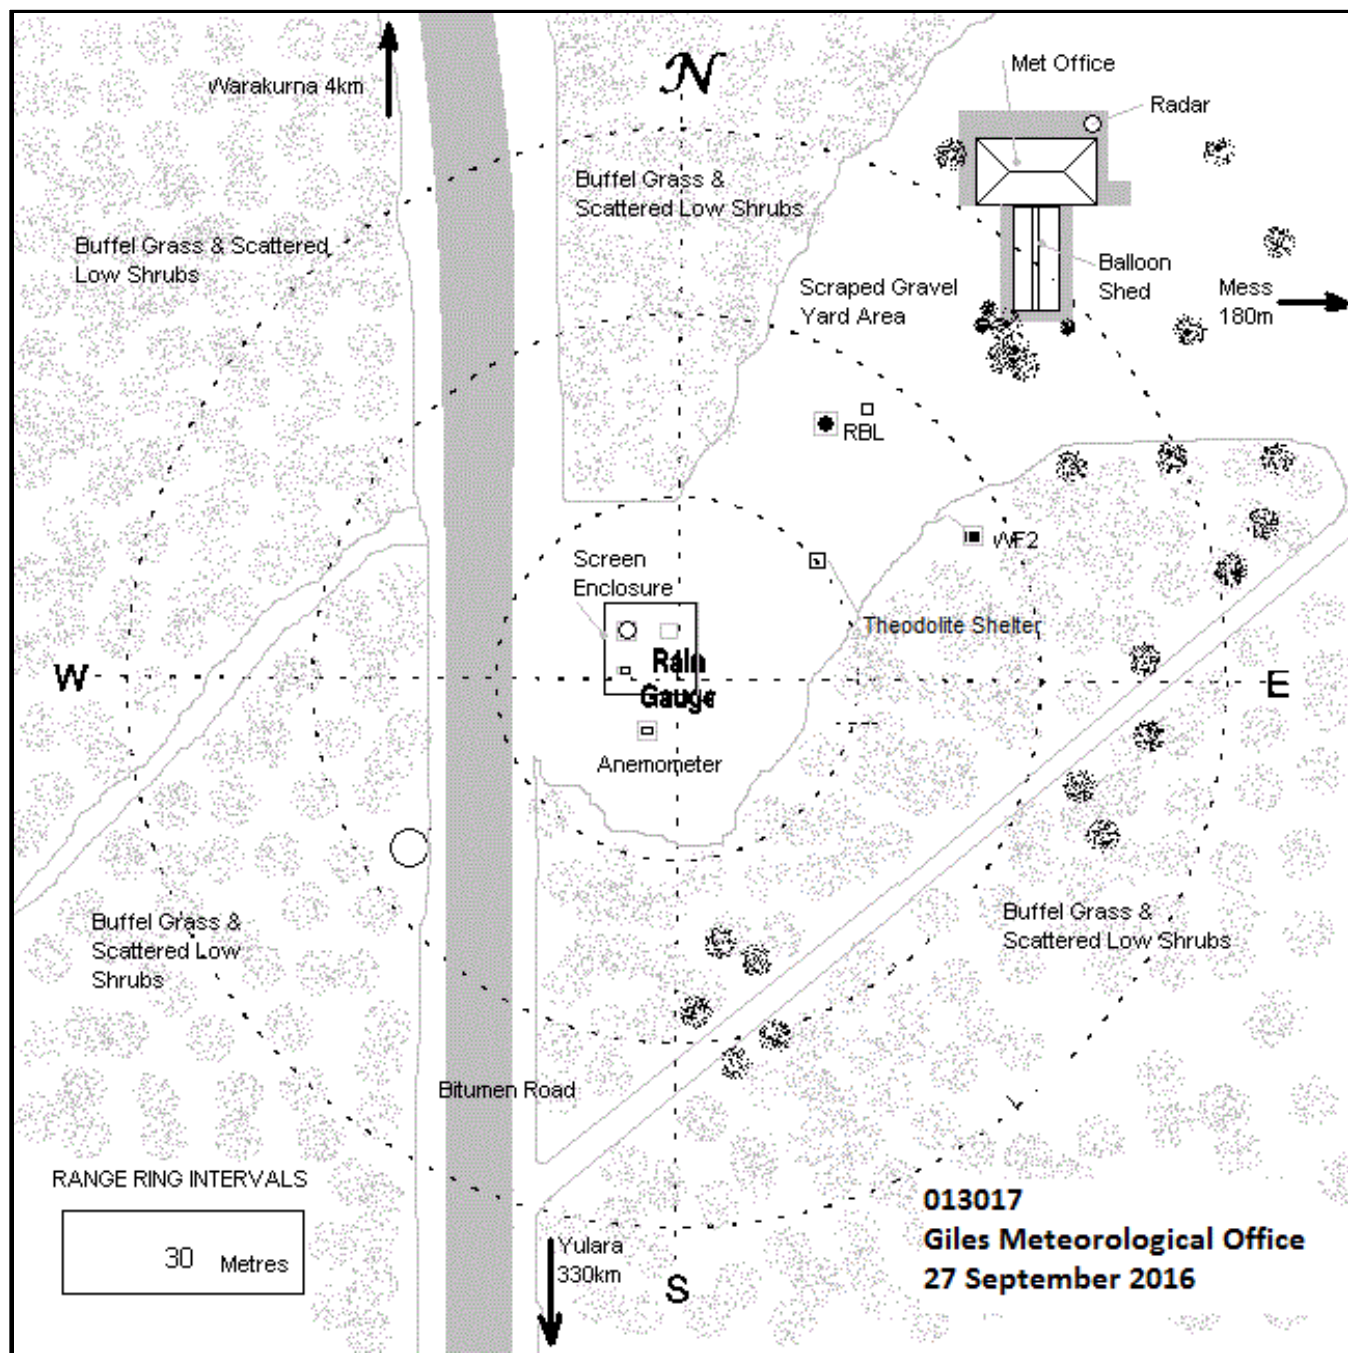 N
Met Office
Warakurna 4km
Radar
Buffel Grass &
Scattered Low Shrubs
Buffel Grass & Scattered
Low Shrubs
Balloon
Shed
Scraped Gravel
Yard Area
Mess
180m
RBL
WF2
Screen
Enclosure
Theodolite Shelter
Rain
Gauge
W
E
Anemometer
Buffel Grass &
Scattered Low
Shrubs
Buffel Grass &
Scattered Low Shrubs
Bitumen Road
RANGE RING INTERVALS
30 Metres
Yulara
330km
S
013017
Giles Meteorological Office
27 September 2016